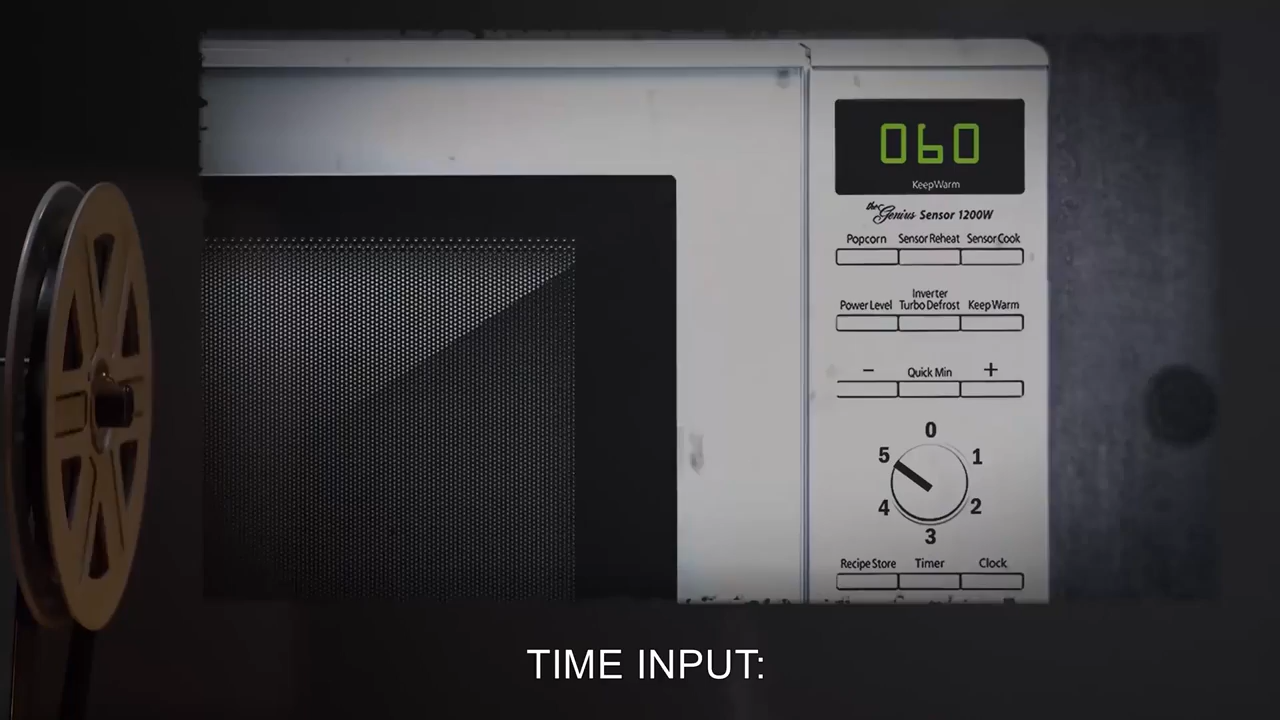 060
KeepWarm
the Genius Sensor 1200W
Popcorn Sensor Reheat Sensor Cook
Inverter
Power Level Turbo Defrost Keep Warm
− Quick Min +
0
5 1
4 2
3
Recipe Store Timer Clock
TIME INPUT: